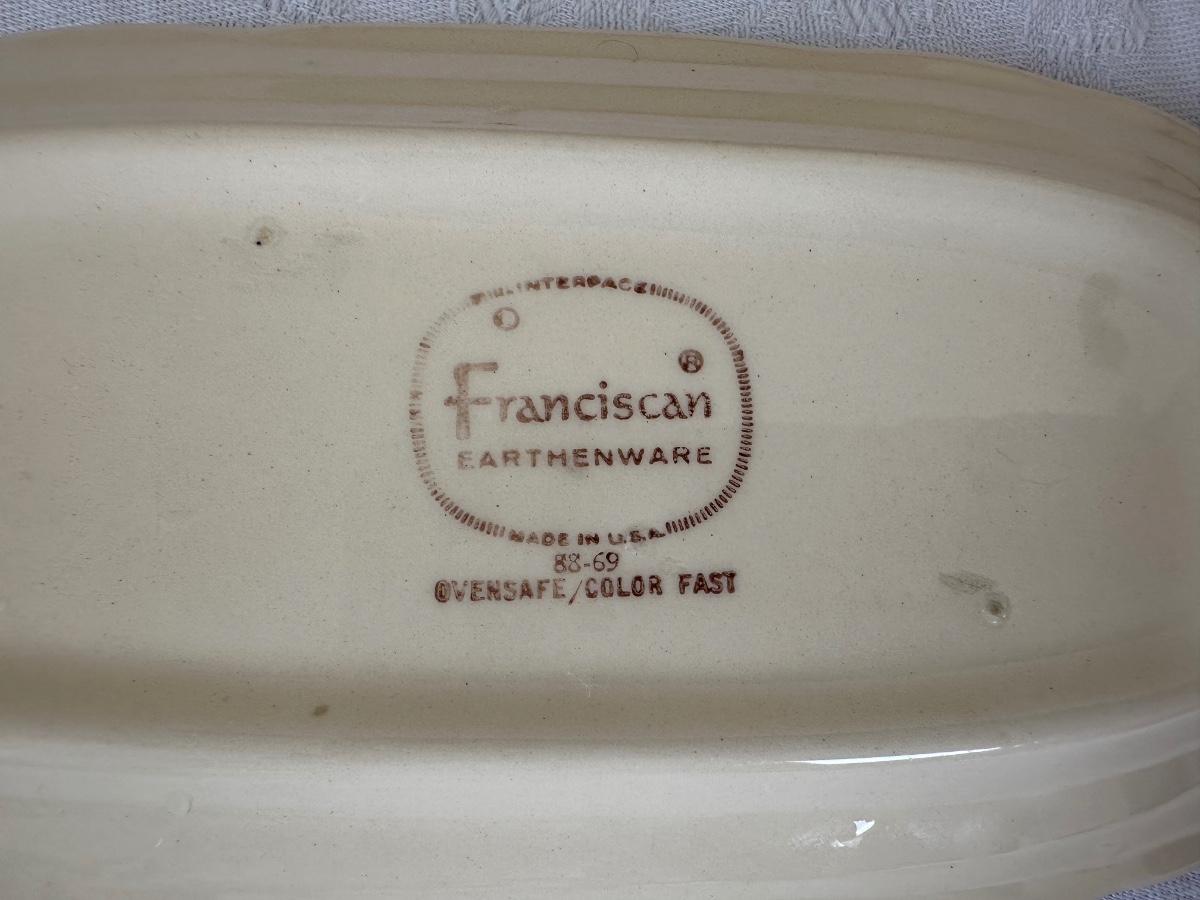 INTERPACE
©
®
Franciscan
EARTHENWARE
MADE IN U.S.A.
88-69
OVENSAFE/COLOR FAST